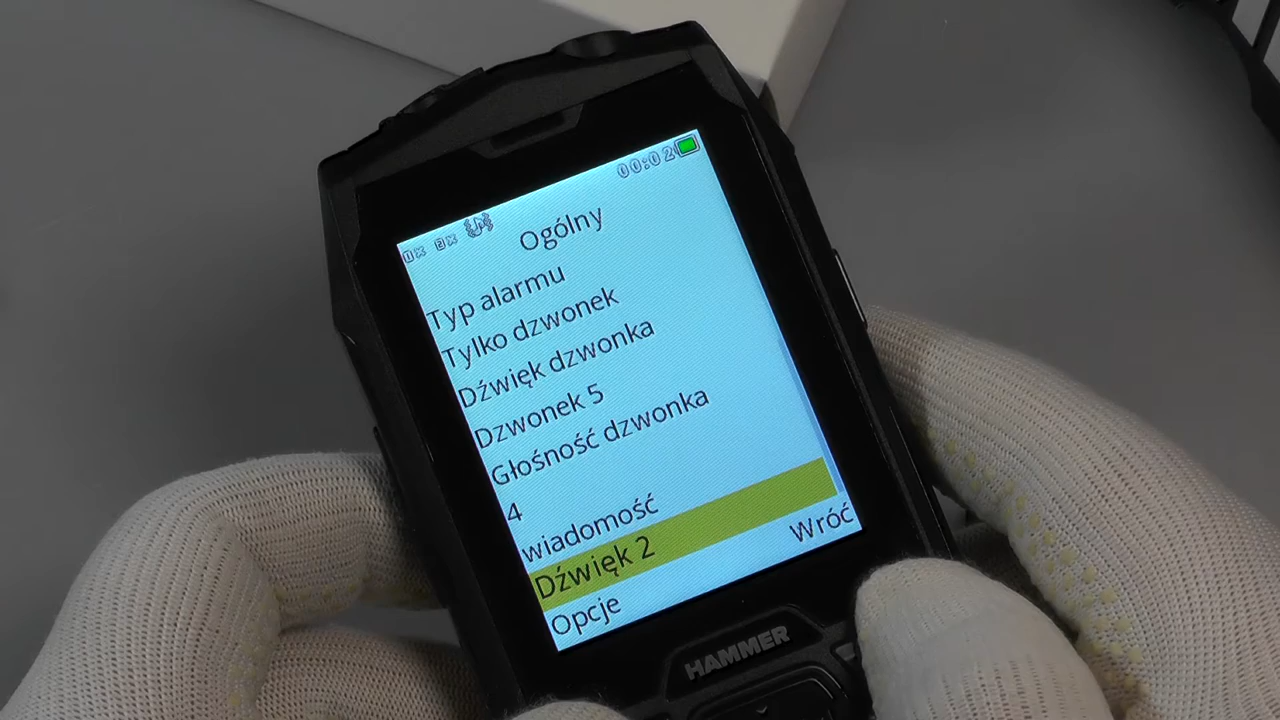 00:02
Ogólny
Typ alarmu
Tylko dzwonek
Dźwięk dzwonka
Dzwonek 5
Głośność dzwonka
4
wiadomość
Dźwięk 2
Opcje Wróć
HAMMER